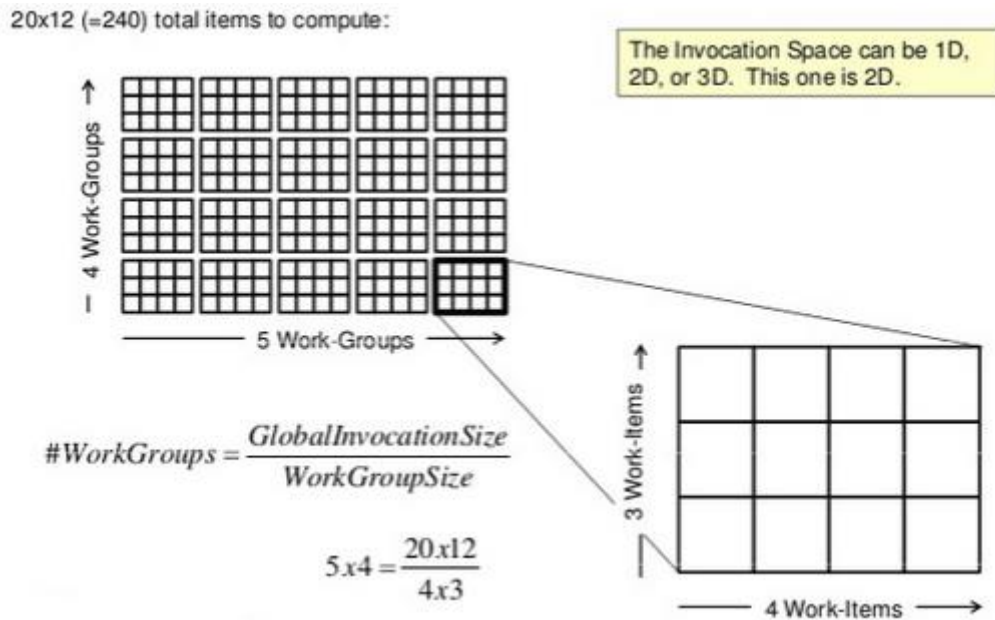 20x12 (=240) total items to compute:
The Invocation Space can be 1D,
2D, or 3D. This one is 2D.
4 Work-Groups
5 Work-Groups
#WorkGroups = GlobalInvocationSize
WorkGroupSize
5x4 = 20x12
4x3
3 Work-Items
4 Work-Items